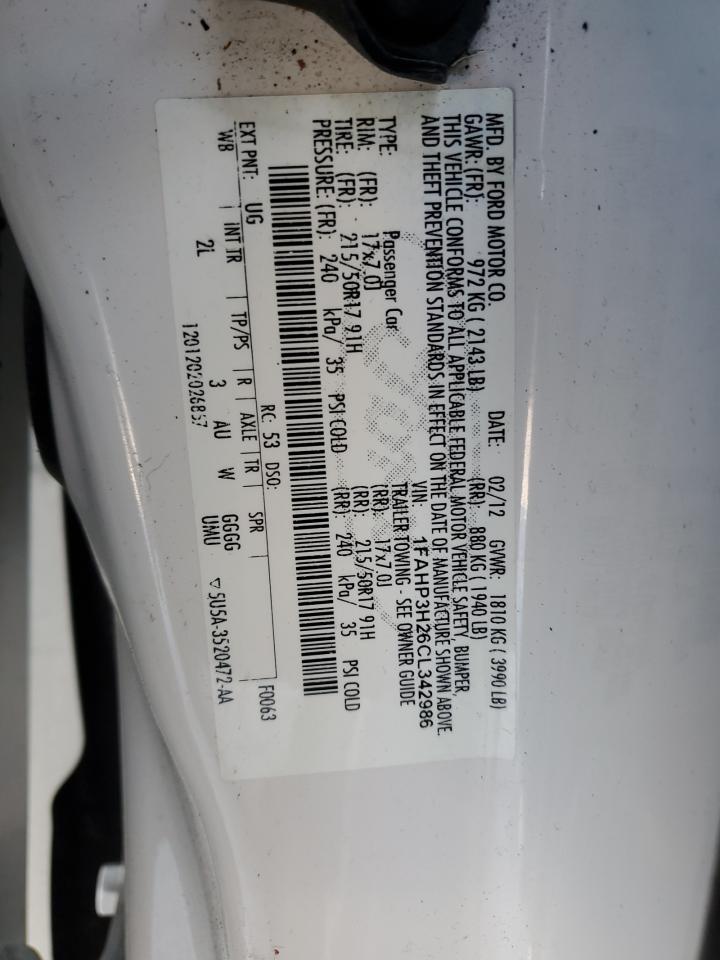 MFD. BY FORD MOTOR CO. DATE: 02/12 GVWR: 1810 KG ( 3990 LB)
GAWR: (FR): 972 KG ( 2143 LB) (RR): 880 KG ( 1940 LB)
THIS VEHICLE CONFORMS TO ALL APPLICABLE FEDERAL MOTOR VEHICLE SAFETY, BUMPER,
AND THEFT PREVENTION STANDARDS IN EFFECT ON THE DATE OF MANUFACTURE SHOWN ABOVE.
VIN: 1FAHP3H26CL342986
TYPE: Passenger Car TRAILER TOWING - SEE OWNER GUIDE
RIM: (FR): 17x7.0J (RR): 17x7.0J
TIRE: (FR): 215/50R17 91H (RR): 215/50R17 91H
PRESSURE: (FR): 240 kPa/ 35 PSI COLD (RR): 240 kPa/ 35 PSI COLD
F0063
EXT PNT: UG RC: 53 DSO:
WB INT TR TP/PS R AXLE TR SPR
2L 3 AU W GGGG
UMU ▽ 5U5A-3520472-AA